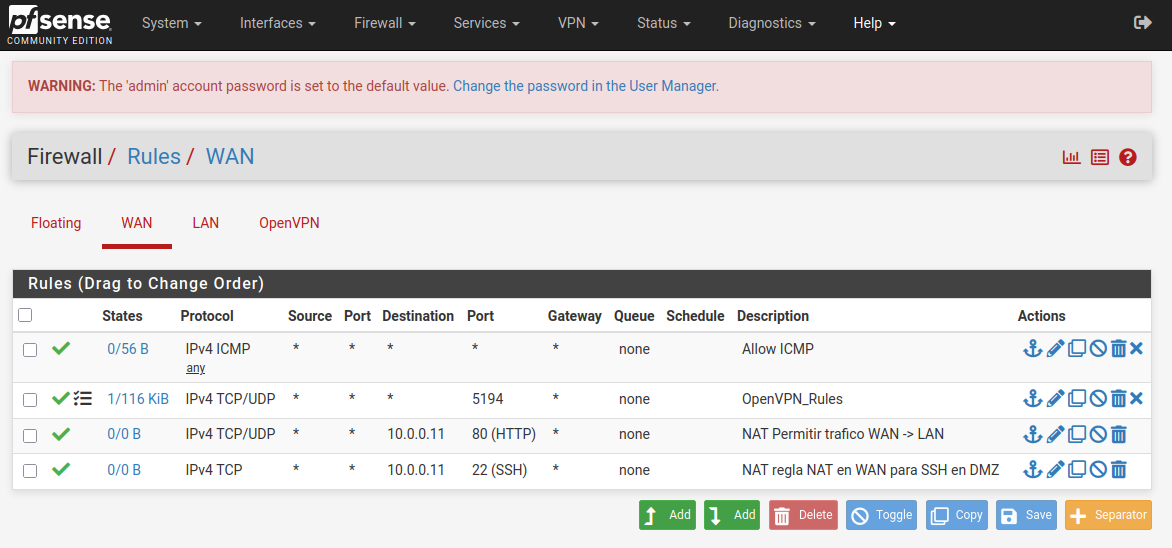 pfsense
COMMUNITY EDITION
System Interfaces Firewall Services VPN Status Diagnostics Help
WARNING: The 'admin' account password is set to the default value. Change the password in the User Manager.
Firewall / Rules / WAN
Floating WAN LAN OpenVPN
Rules (Drag to Change Order)
States Protocol Source Port Destination Port Gateway Queue Schedule Description Actions
0/56 B IPv4 ICMP * * * * * none Allow ICMP
any
1/116 KiB IPv4 TCP/UDP * * * 5194 * none OpenVPN_Rules
0/0 B IPv4 TCP/UDP * * 10.0.0.11 80 (HTTP) * none NAT Permitir trafico WAN -> LAN
0/0 B IPv4 TCP * * 10.0.0.11 22 (SSH) * none NAT regla NAT en WAN para SSH en DMZ
Add Add Delete Toggle Copy Save Separator